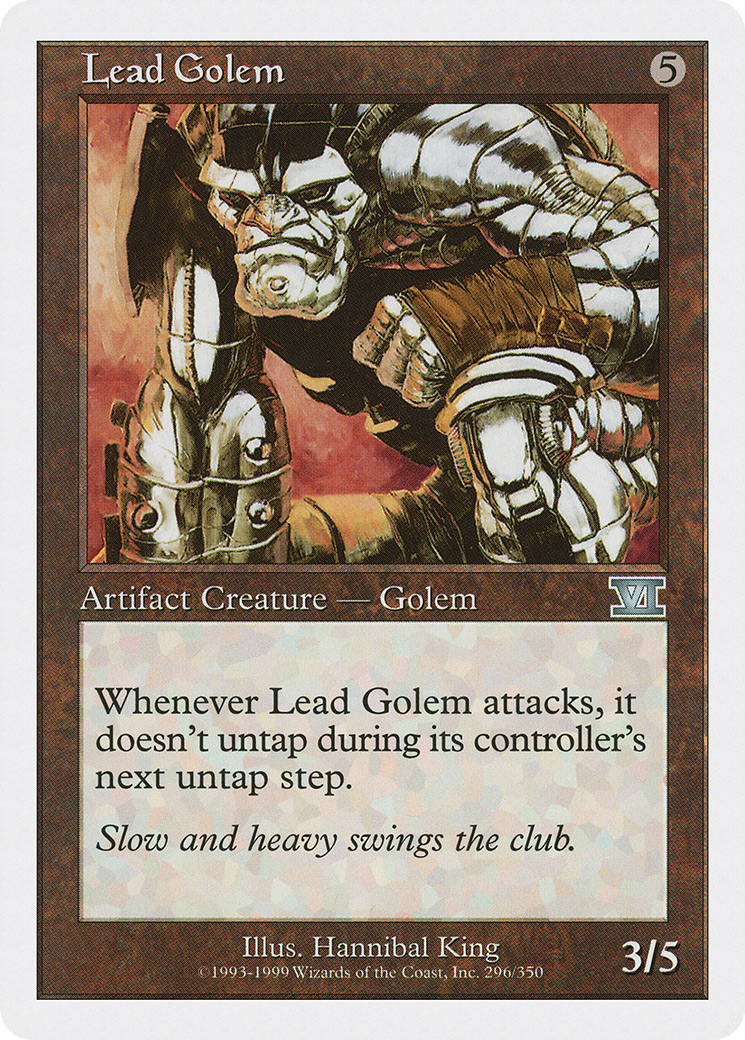 Lead Golem
5
Artifact Creature — Golem
VI
Whenever Lead Golem attacks, it
doesn't untap during its controller's
next untap step.
Slow and heavy swings the club.
Illus. Hannibal King
©1993-1999 Wizards of the Coast, Inc. 296/350
3/5